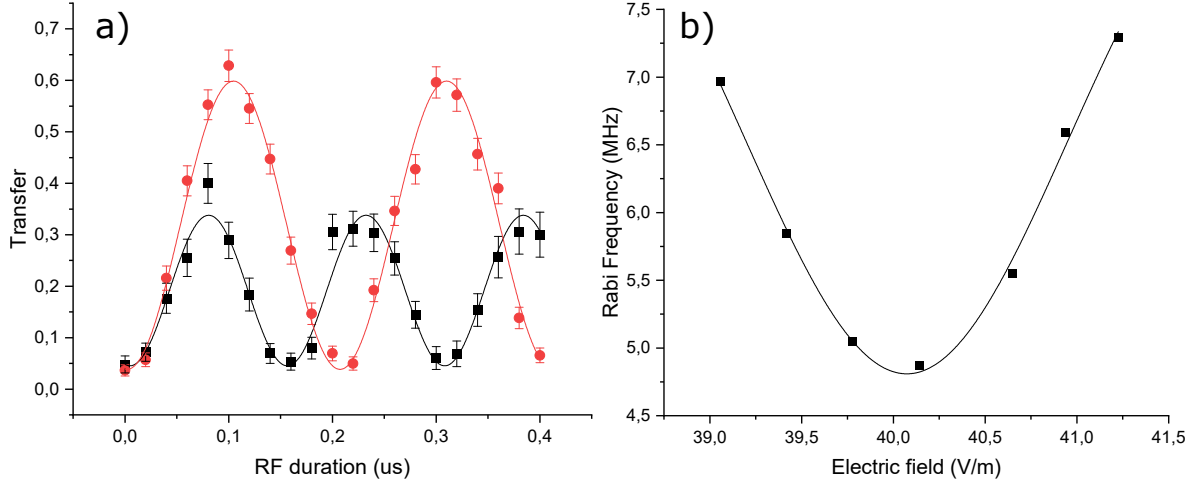 a)
0,7
0,6
0,5
0,4
0,3
0,2
0,1
0,0
Transfer
0,0 0,1 0,2 0,3 0,4
RF duration (us)
b)
7,5
7,0
6,5
6,0
5,5
5,0
4,5
Rabi Frequency (MHz)
39,0 39,5 40,0 40,5 41,0 41,5
Electric field (V/m)